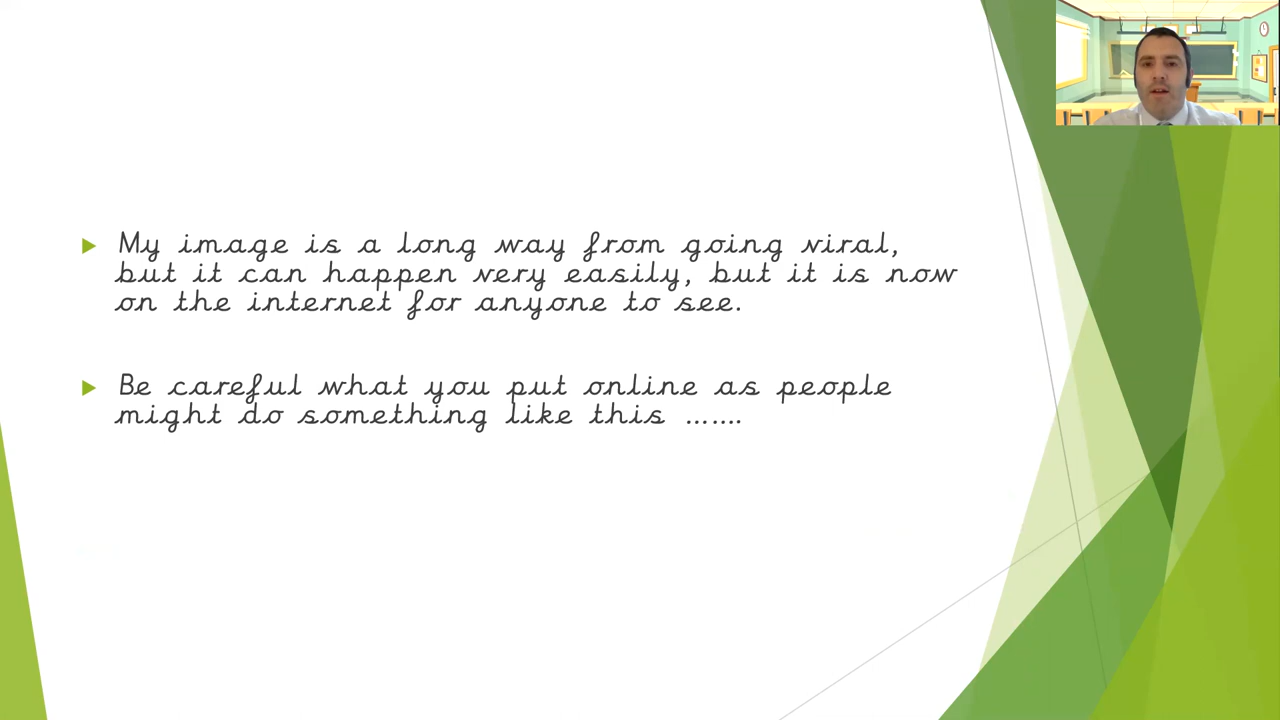 My image is a long way from going viral,
but it can happen very easily, but it is now
on the internet for anyone to see.
Be careful what you put online as people
might do something like this .......